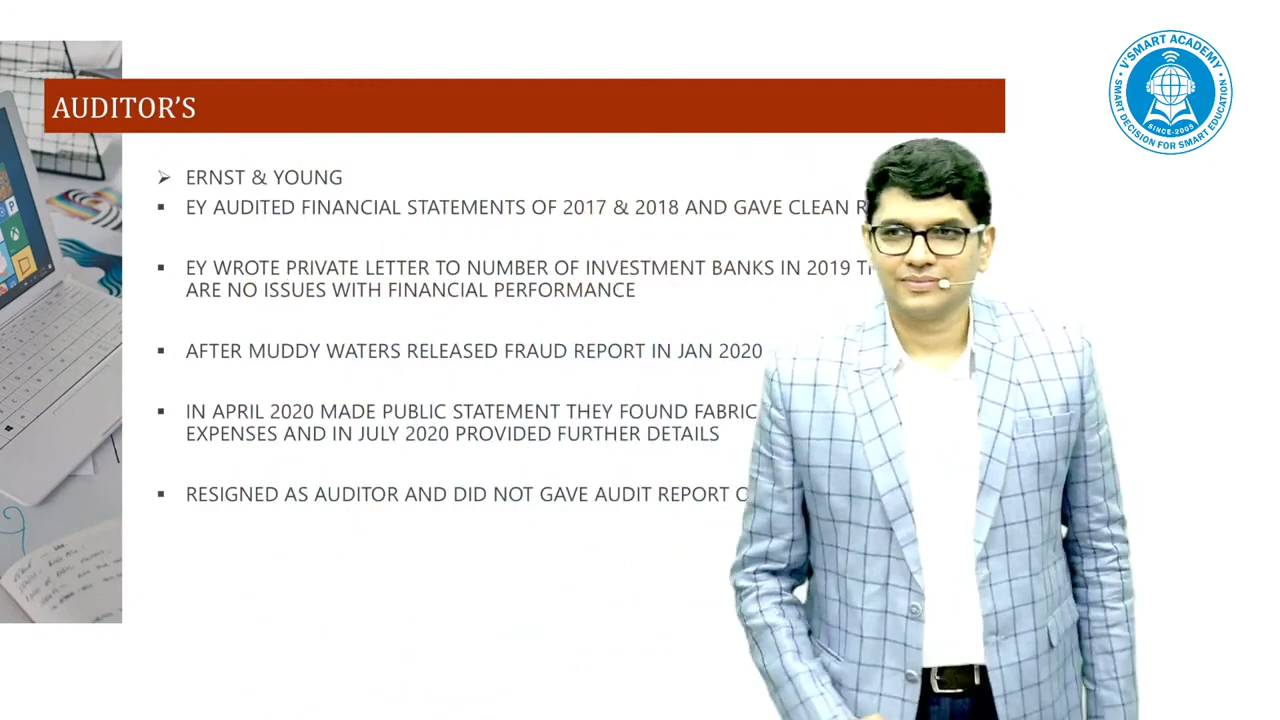 V'SMART ACADEMY
SMART DECISION FOR SMART EDUCATION
SINCE-2005
AUDITOR'S
ERNST & YOUNG
EY AUDITED FINANCIAL STATEMENTS OF 2017 & 2018 AND GAVE CLEAN
EY WROTE PRIVATE LETTER TO NUMBER OF INVESTMENT BANKS IN 2019
ARE NO ISSUES WITH FINANCIAL PERFORMANCE
AFTER MUDDY WATERS RELEASED FRAUD REPORT IN JAN 2020
IN APRIL 2020 MADE PUBLIC STATEMENT THEY FOUND
EXPENSES AND IN JULY 2020 PROVIDED FURTHER DETAILS
RESIGNED AS AUDITOR AND DID NOT GAVE AUDIT REPORT